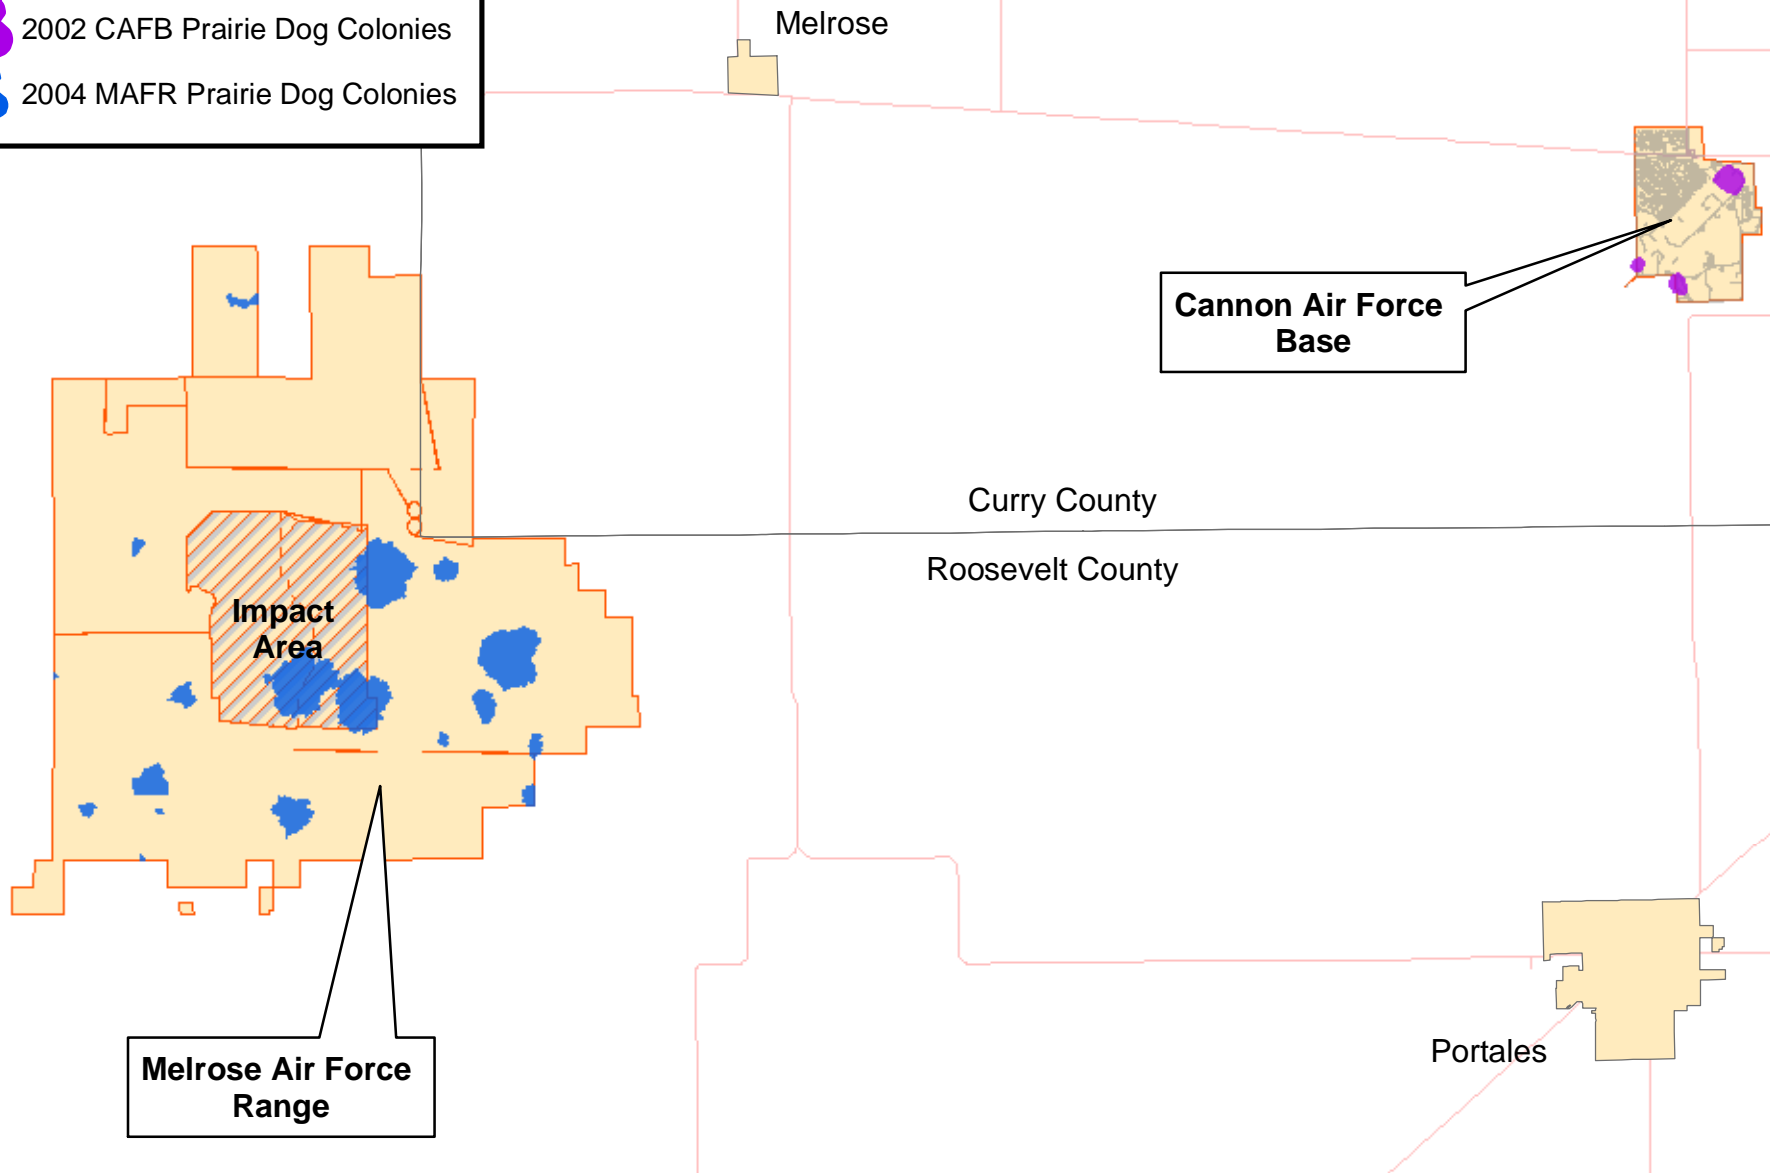 2002 CAFB Prairie Dog Colonies
2004 MAFR Prairie Dog Colonies
Melrose
Cannon Air Force
Base
Curry County
Roosevelt County
Impact
Area
Portales
Melrose Air Force
Range